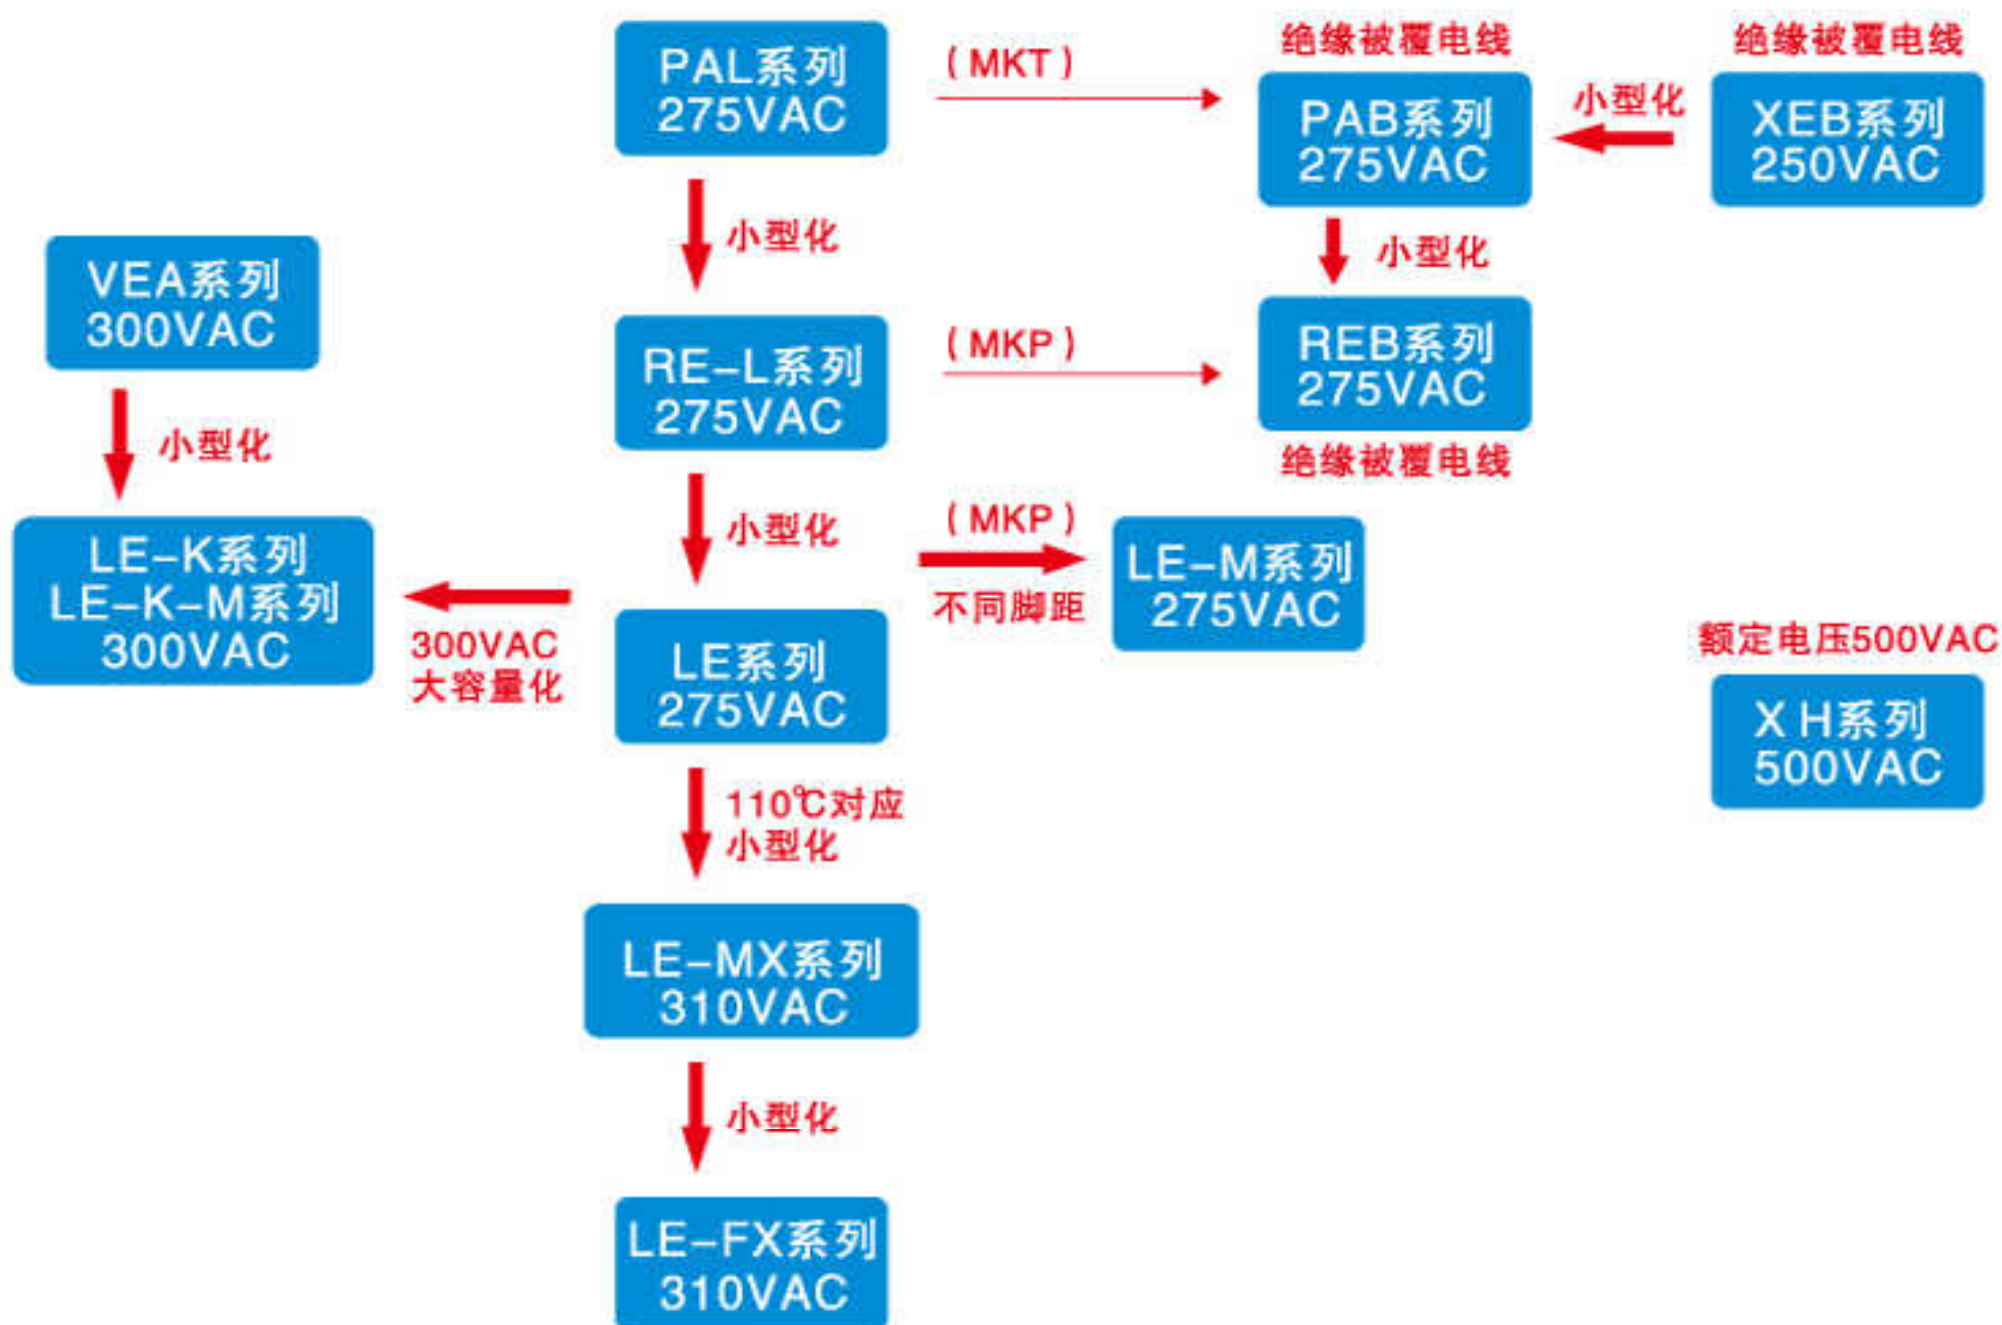 PAL系列
275VAC
(MKT)
绝缘被覆电线
PAB系列
275VAC
小型化
绝缘被覆电线
XEB系列
250VAC
小型化
小型化
VEA系列
300VAC
小型化
RE-L系列
275VAC
(MKP)
REB系列
275VAC
绝缘被覆电线
小型化
(MKP)
不同脚距
LE-M系列
275VAC
LE-K系列
LE-K-M系列
300VAC
300VAC
大容量化
LE系列
275VAC
额定电压500VAC
X H系列
500VAC
110℃对应
小型化
LE-MX系列
310VAC
小型化
LE-FX系列
310VAC